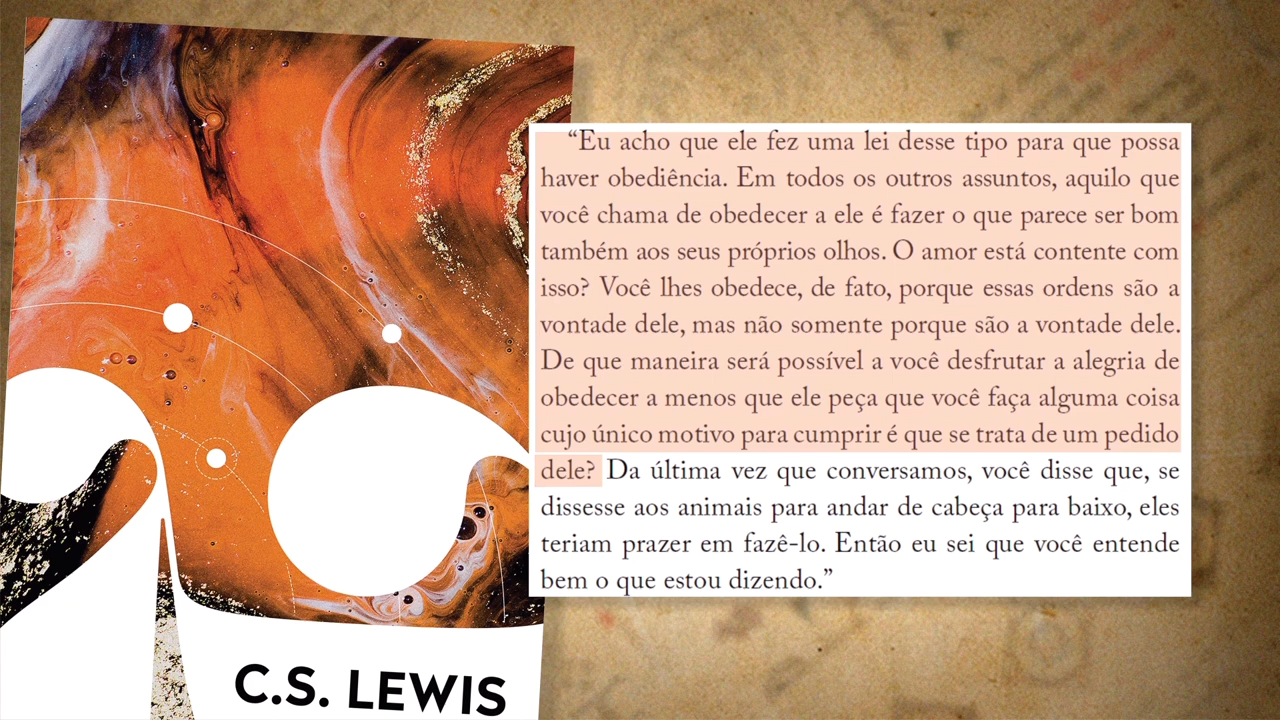 “Eu acho que ele fez uma lei desse tipo para que possa
haver obediência. Em todos os outros assuntos, aquilo que
você chama de obedecer a ele é fazer o que parece ser bom
também aos seus próprios olhos. O amor está contente com
isso? Você lhes obedece, de fato, porque essas ordens são a
vontade dele, mas não somente porque são a vontade dele.
De que maneira será possível a você desfrutar a alegria de
obedecer a menos que ele peça que você faça alguma coisa
cujo único motivo para cumprir é que se trata de um pedido
dele? Da última vez que conversamos, você disse que, se
dissesse aos animais para andar de cabeça para baixo, eles
teriam prazer em fazê-lo. Então eu sei que você entende
bem o que estou dizendo.”
C.S. LEWIS